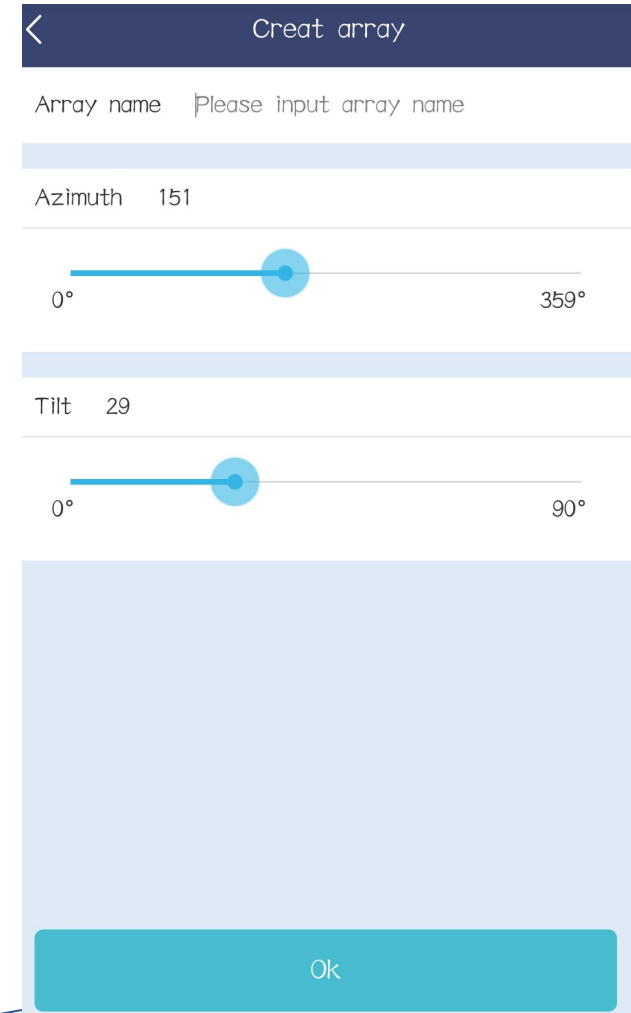 Creat array
Array name Please input array name
Azimuth 151
0° 359°
Tilt 29
0° 90°
Ok